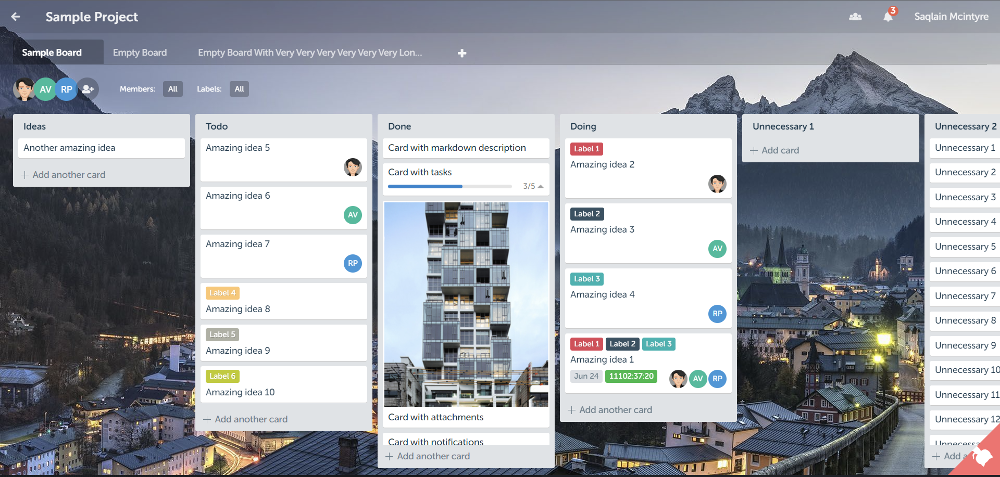 Sample Project
3
Saqlain Mcintyre
Sample Board
Empty Board
Empty Board With Very Very Very Very Very Very Lon...
AV
RP
Members:
All
Labels:
All
Ideas
Another amazing idea
Add another card
Todo
Amazing idea 5
Amazing idea 6
AV
Amazing idea 7
RP
Label 4
Amazing idea 8
Label 5
Amazing idea 9
Label 6
Amazing idea 10
Add another card
Done
Card with markdown description
Card with tasks
3/5
Card with attachments
Card with notifications
Add another card
Doing
Label 1
Amazing idea 2
Label 2
Amazing idea 3
AV
Label 3
Amazing idea 4
RP
Label 1 Label 2 Label 3
Amazing idea 1
Jun 24 11102:37:20 AV RP
Add another card
Unnecessary 1
Add card
Unnecessary 2
Unnecessary 1
Unnecessary 2
Unnecessary 3
Unnecessary 4
Unnecessary 5
Unnecessary 6
Unnecessary 7
Unnecessary 8
Unnecessary 9
Unnecessary 10
Unnecessary 11
Unnecessary 12
Add